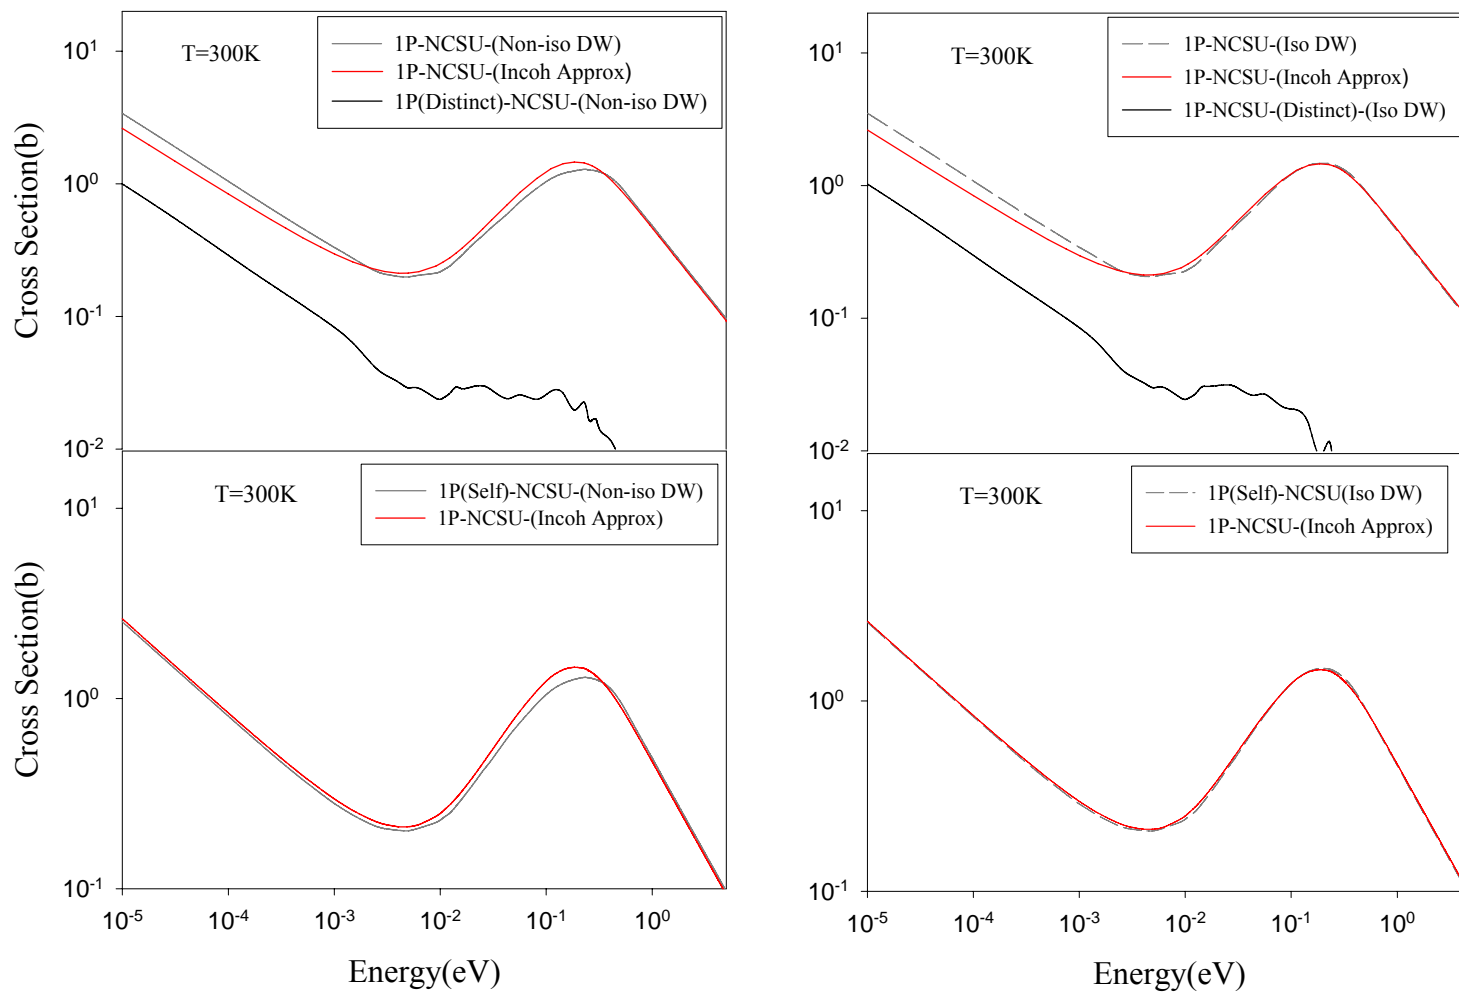 T=300K
1P-NCSU-(Non-iso DW)
1P-NCSU-(Incoh Approx)
1P(Distinct)-NCSU-(Non-iso DW)
Cross Section(b)
10¹
10⁰
10⁻¹
10⁻²
T=300K
1P-NCSU-(Iso DW)
1P-NCSU-(Incoh Approx)
1P-NCSU-(Distinct)-(Iso DW)
10¹
10⁰
10⁻¹
10⁻²
T=300K
1P(Self)-NCSU-(Non-iso DW)
1P-NCSU-(Incoh Approx)
Cross Section(b)
10¹
10⁰
10⁻¹
10⁻⁵ 10⁻⁴ 10⁻³ 10⁻² 10⁻¹ 10⁰
Energy(eV)
T=300K
1P(Self)-NCSU(Iso DW)
1P-NCSU-(Incoh Approx)
10¹
10⁰
10⁻¹
10⁻⁵ 10⁻⁴ 10⁻³ 10⁻² 10⁻¹ 10⁰
Energy(eV)